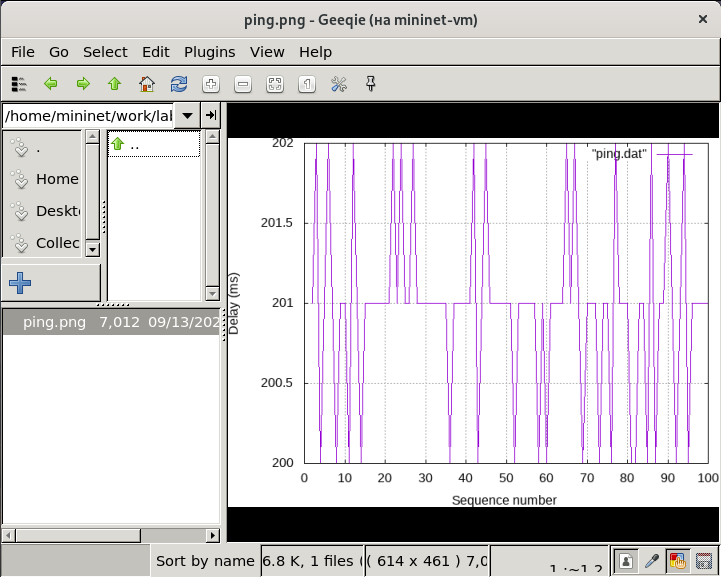 ping.png - Geeqie (на mininet-vm)
File Go Select Edit Plugins View Help
/home/mininet/work/lal
.
..
Home
Deskt
Collec
ping.png 7,012 09/13/202
"ping.dat"
202
201.5
201
200.5
200
Delay (ms)
0 10 20 30 40 50 60 70 80 90 100
Sequence number
Sort by name 6.8 K, 1 files ( ( 614 x 461 ) 7,0 1 :~1.2